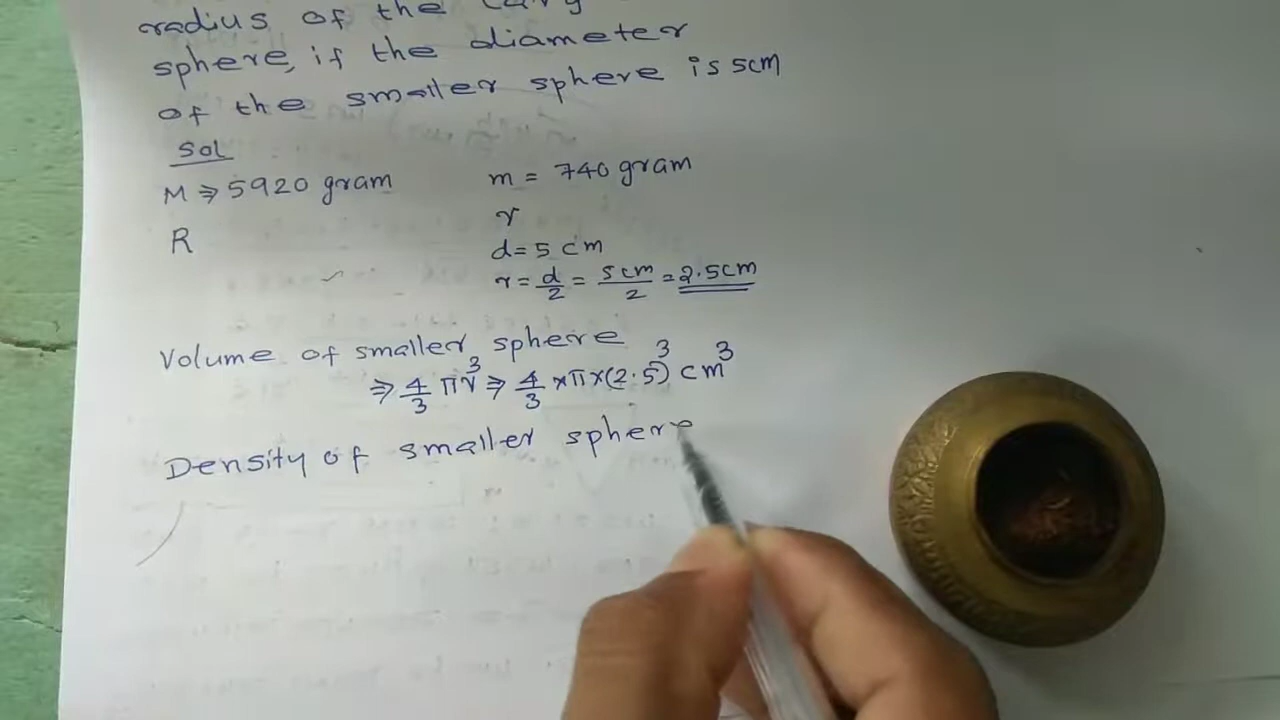 radius of the
sphere, if the diameter
of the smaller sphere is 5cm
Sol
M ⇒ 5920 gram m = 740 gram
r
R
d = 5 cm
r = d/2 = 5cm/2 = 2.5cm
Volume of smaller sphere
⇒ 4/3 πr³ ⇒ 4/3 × π × (2.5)³ cm³
Density of smaller sphere